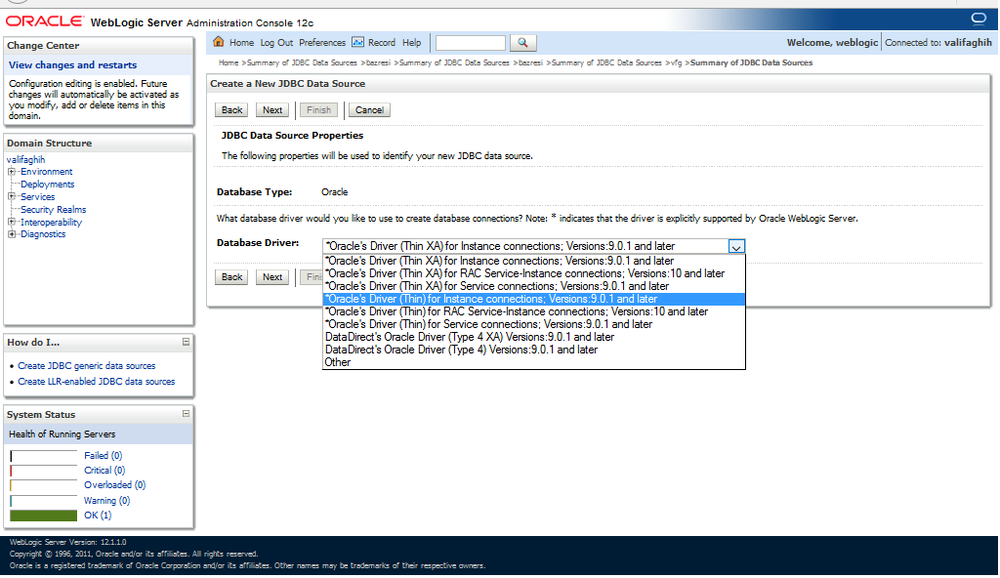 ORACLE WebLogic Server Administration Console 12c
Change Center
View changes and restarts
Configuration editing is enabled. Future
changes will automatically be activated as
you modify, add or delete items in this
domain.
Domain Structure
valifaghih
Environment
Deployments
Services
Security Realms
Interoperability
Diagnostics
How do I...
Create JDBC generic data sources
Create LLR-enabled JDBC data sources
System Status
Health of Running Servers
Failed (0)
Critical (0)
Overloaded (0)
Warning (0)
OK (1)
Home Log Out Preferences Record Help
Welcome, weblogic Connected to: valifaghih
Home >Summary of JDBC Data Sources >bazresi >Summary of JDBC Data Sources >bazresi >Summary of JDBC Data Sources >vfg >Summary of JDBC Data Sources
Create a New JDBC Data Source
Back Next Finish Cancel
JDBC Data Source Properties
The following properties will be used to identify your new JDBC data source.
Database Type: Oracle
What database driver would you like to use to create database connections? Note: * indicates that the driver is explicitly supported by Oracle WebLogic Server.
Database Driver: *Oracle's Driver (Thin XA) for Instance connections; Versions:9.0.1 and later
*Oracle's Driver (Thin XA) for Instance connections; Versions:9.0.1 and later
*Oracle's Driver (Thin XA) for RAC Service-Instance connections; Versions:10 and later
*Oracle's Driver (Thin XA) for Service connections; Versions:9.0.1 and later
*Oracle's Driver (Thin) for Instance connections; Versions:9.0.1 and later
*Oracle's Driver (Thin) for RAC Service-Instance connections; Versions:10 and later
*Oracle's Driver (Thin) for Service connections; Versions:9.0.1 and later
DataDirect's Oracle Driver (Type 4 XA) Versions:9.0.1 and later
DataDirect's Oracle Driver (Type 4) Versions:9.0.1 and later
Other
Back Next Fini
WebLogic Server Version: 12.1.1.0
Copyright © 1996, 2011, Oracle and/or its affiliates. All rights reserved.
Oracle is a registered trademark of Oracle Corporation and/or its affiliates. Other names may be trademarks of their respective owners.